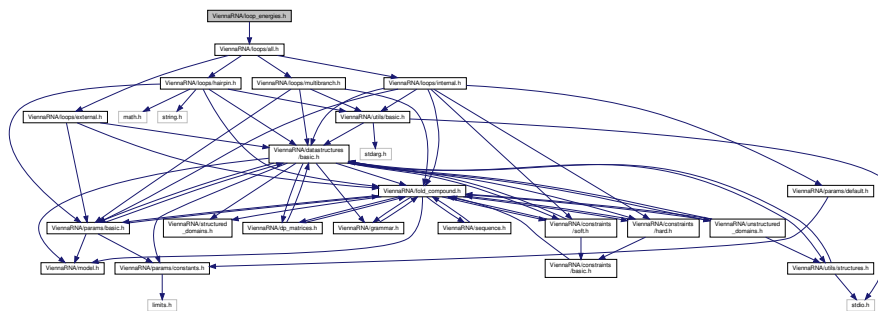 ViennaRNA/loop_energies.h
ViennaRNA/loops/all.h
ViennaRNA/loops/hairpin.h
ViennaRNA/loops/multibranch.h
ViennaRNA/loops/internal.h
ViennaRNA/loops/external.h
math.h
string.h
ViennaRNA/utils/basic.h
ViennaRNA/datastructures
/basic.h
stdarg.h
ViennaRNA/fold_compound.h
ViennaRNA/params/default.h
ViennaRNA/params/basic.h
ViennaRNA/structured
_domains.h
ViennaRNA/dp_matrices.h
ViennaRNA/grammar.h
ViennaRNA/sequence.h
ViennaRNA/constraints
/soft.h
ViennaRNA/constraints
/hard.h
ViennaRNA/unstructured
_domains.h
ViennaRNA/model.h
ViennaRNA/params/constants.h
ViennaRNA/constraints
/basic.h
ViennaRNA/utils/structures.h
limits.h
stdio.h